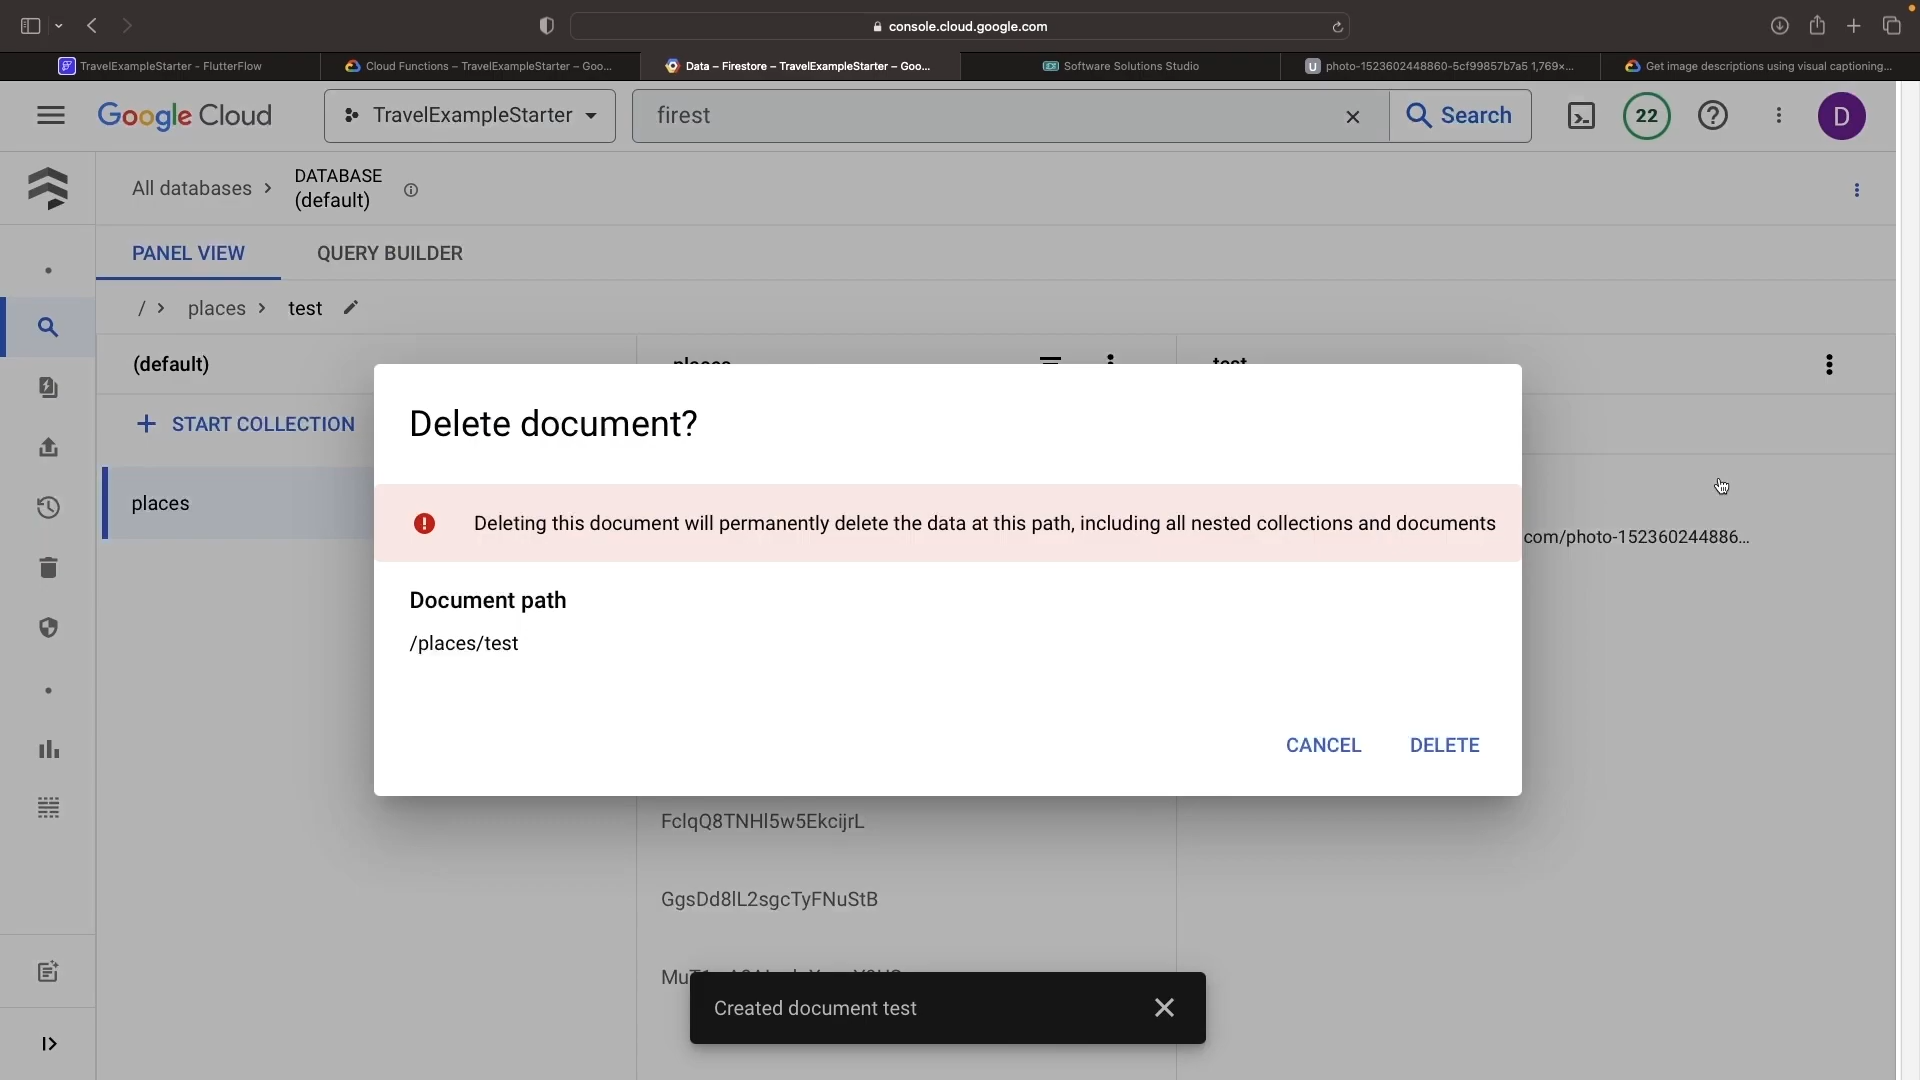 console.cloud.google.com
TravelExampleStarter - FlutterFlow
Cloud Functions – TravelExampleStarter – Goo...
Data – Firestore – TravelExampleStarter – Goo...
Software Solutions Studio
photo-1523602448860-5cf99857b7a5 1,769×...
Get image descriptions using visual captioning...
Google Cloud
TravelExampleStarter
firest
Search
22
D
All databases
DATABASE
(default)
PANEL VIEW
QUERY BUILDER
/ > places > test
(default)
places
test
START COLLECTION
places
com/photo-152360244886...
Delete document?
Deleting this document will permanently delete the data at this path, including all nested collections and documents
Document path
/places/test
CANCEL
DELETE
GgsDd8lL2sgcTyFNuStB
Created document test